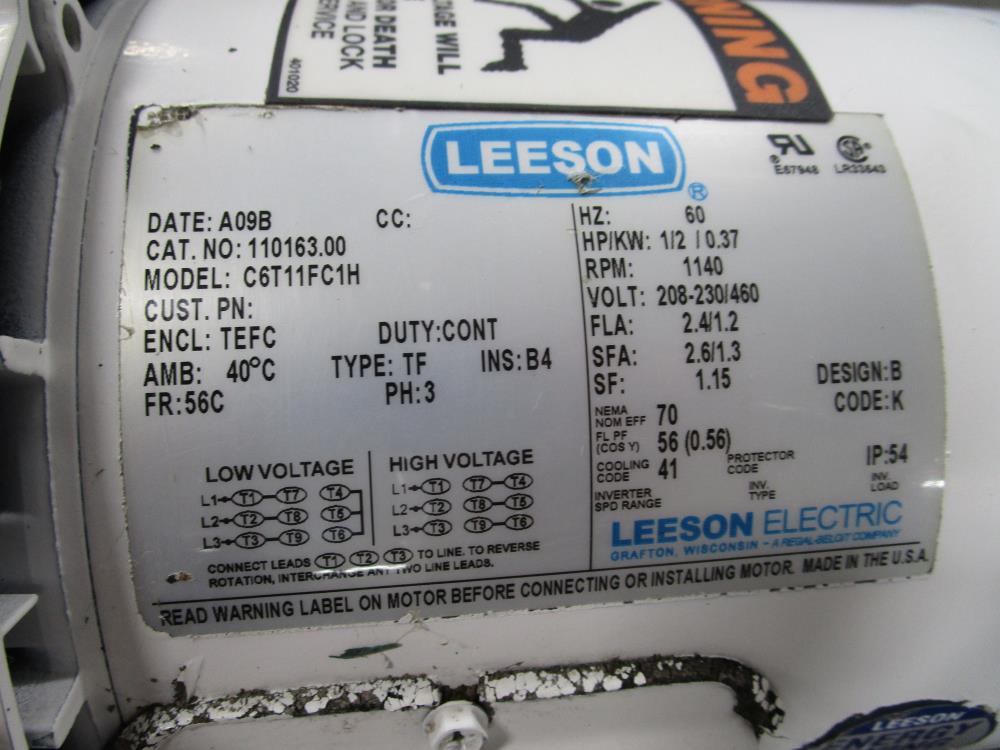 NING
TAGE WILL
OR DEATH
AND LOCK
SERVICE
401020
LEESON ®
E67948
LR33543
DATE: A09B CC:
CAT. NO: 110163.00
MODEL: C6T11FC1H
CUST. PN:
ENCL: TEFC DUTY:CONT
AMB: 40°C TYPE: TF INS: B4
FR:56C PH:3
HZ: 60
HP/KW: 1/2 / 0.37
RPM: 1140
VOLT: 208-230/460
FLA: 2.4/1.2
SFA: 2.6/1.3
SF: 1.15 DESIGN:B
CODE:K
NEMA NOM EFF 70
FL PF (COS Y) 56 (0.56)
COOLING CODE 41 PROTECTOR CODE IP:54
INVERTER SPD RANGE INV. TYPE INV. LOAD
LOW VOLTAGE
L1 T1 T7 T4
L2 T2 T8 T5
L3 T3 T9 T6
HIGH VOLTAGE
L1 T1 T7 T4
L2 T2 T8 T5
L3 T3 T9 T6
CONNECT LEADS T1 T2 T3 TO LINE. TO REVERSE
ROTATION, INTERCHANGE ANY TWO LINE LEADS.
LEESON ELECTRIC
GRAFTON, WISCONSIN - A REGAL-BELOIT COMPANY
READ WARNING LABEL ON MOTOR BEFORE CONNECTING OR INSTALLING MOTOR. MADE IN THE U.S.A.
LEESON
ENERGY